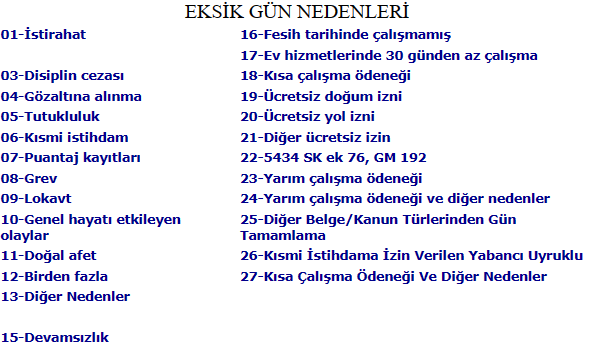 EKSİK GÜN NEDENLERİ
01-İstirahat
03-Disiplin cezası
04-Gözaltına alınma
05-Tutukluluk
06-Kısmi istihdam
07-Puantaj kayıtları
08-Grev
09-Lokavt
10-Genel hayatı etkileyen
olaylar
11-Doğal afet
12-Birden fazla
13-Diğer Nedenler
15-Devamsızlık
16-Fesih tarihinde çalışmamış
17-Ev hizmetlerinde 30 günden az çalışma
18-Kısa çalışma ödeneği
19-Ücretsiz doğum izni
20-Ücretsiz yol izni
21-Diğer ücretsiz izin
22-5434 SK ek 76, GM 192
23-Yarım çalışma ödeneği
24-Yarım çalışma ödeneği ve diğer nedenler
25-Diğer Belge/Kanun Türlerinden Gün
Tamamlama
26-Kısmi İstihdama İzin Verilen Yabancı Uyruklu
27-Kısa Çalışma Ödeneği Ve Diğer Nedenler